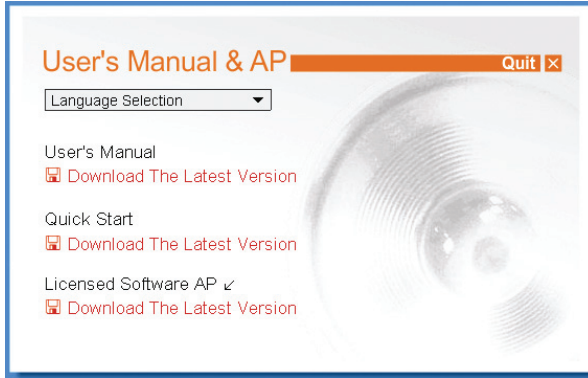 User's Manual & AP
Quit
Language Selection
User's Manual
Download The Latest Version
Quick Start
Download The Latest Version
Licensed Software AP
Download The Latest Version